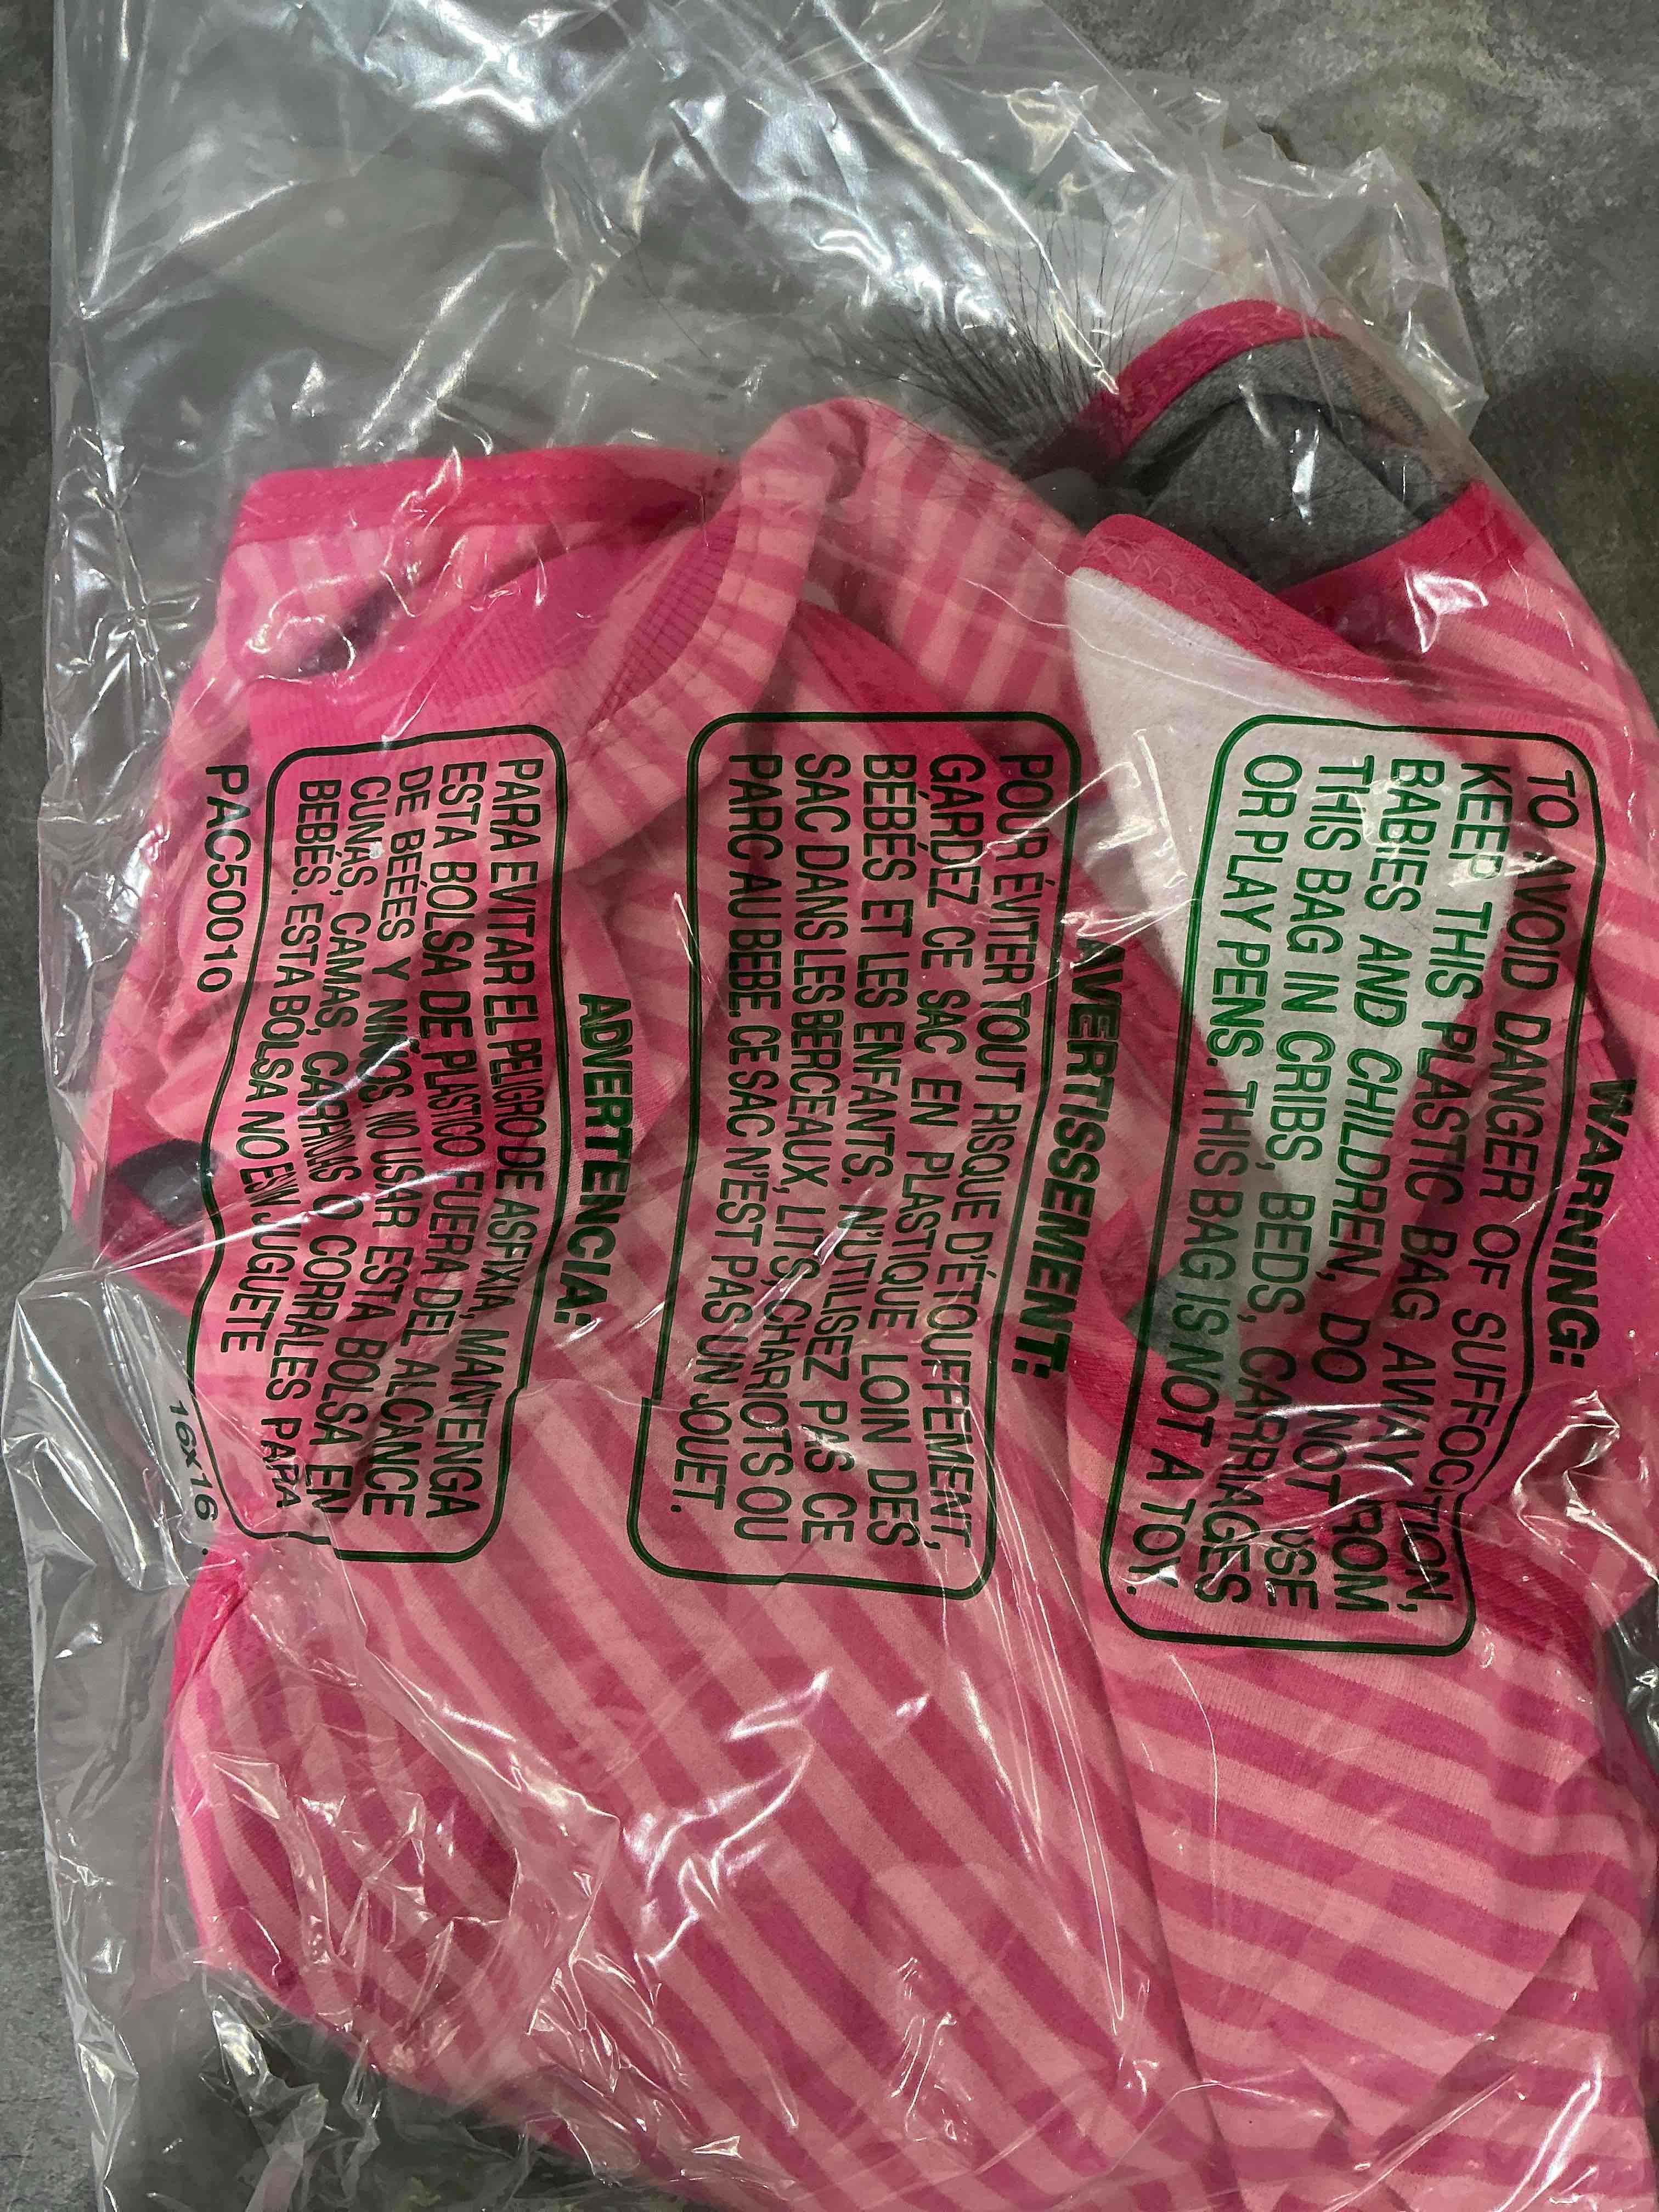 WARNING:
TO AVOID DANGER OF SUFFOCATION,
KEEP THIS PLASTIC BAG AWAY FROM
BABIES AND CHILDREN, DO NOT USE
THIS BAG IN CRIBS, BEDS, CARRIAGES
OR PLAY PENS. THIS BAG IS NOT A TOY.
AVERTISSEMENT:
POUR ÉVITER TOUT RISQUE D'ÉTOUFFEMENT,
GARDEZ CE SAC EN PLASTIQUE LOIN DES
BÉBÉS ET LES ENFANTS. N'UTILISEZ PAS CE
SAC DANS LES BERCEAUX, LITS, CHARIOTS OU
PARC AU BEBE. CE SAC N'EST PAS UN JOUET.
ADVERTENCIA:
PARA EVITAR EL PELIGRO DE ASFIXIA, MANTENGA
ESTA BOLSA DE PLASTICO FUERA DEL ALCANCE
DE BEÉES Y NIÑOS. NO USAR ESTA BOLSA EN
CUNAS, CAMAS, CARRINAS O CORRALES PARA
BEBÉS. ESTA BOLSA NO ES UN JUGUETE
PAC50010
16x16